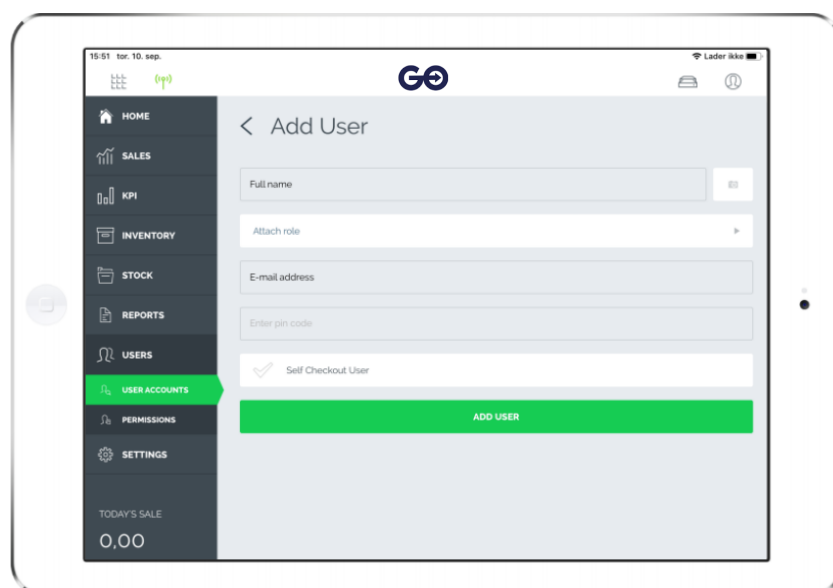 15:51 tor. 10. sep.
Lader ikke
GO
HOME
SALES
KPI
INVENTORY
STOCK
REPORTS
USERS
USER ACCOUNTS
PERMISSIONS
SETTINGS
TODAY'S SALE
0,00
Add User
Full name
Attach role
E-mail address
Enter pin code
Self Checkout User
ADD USER